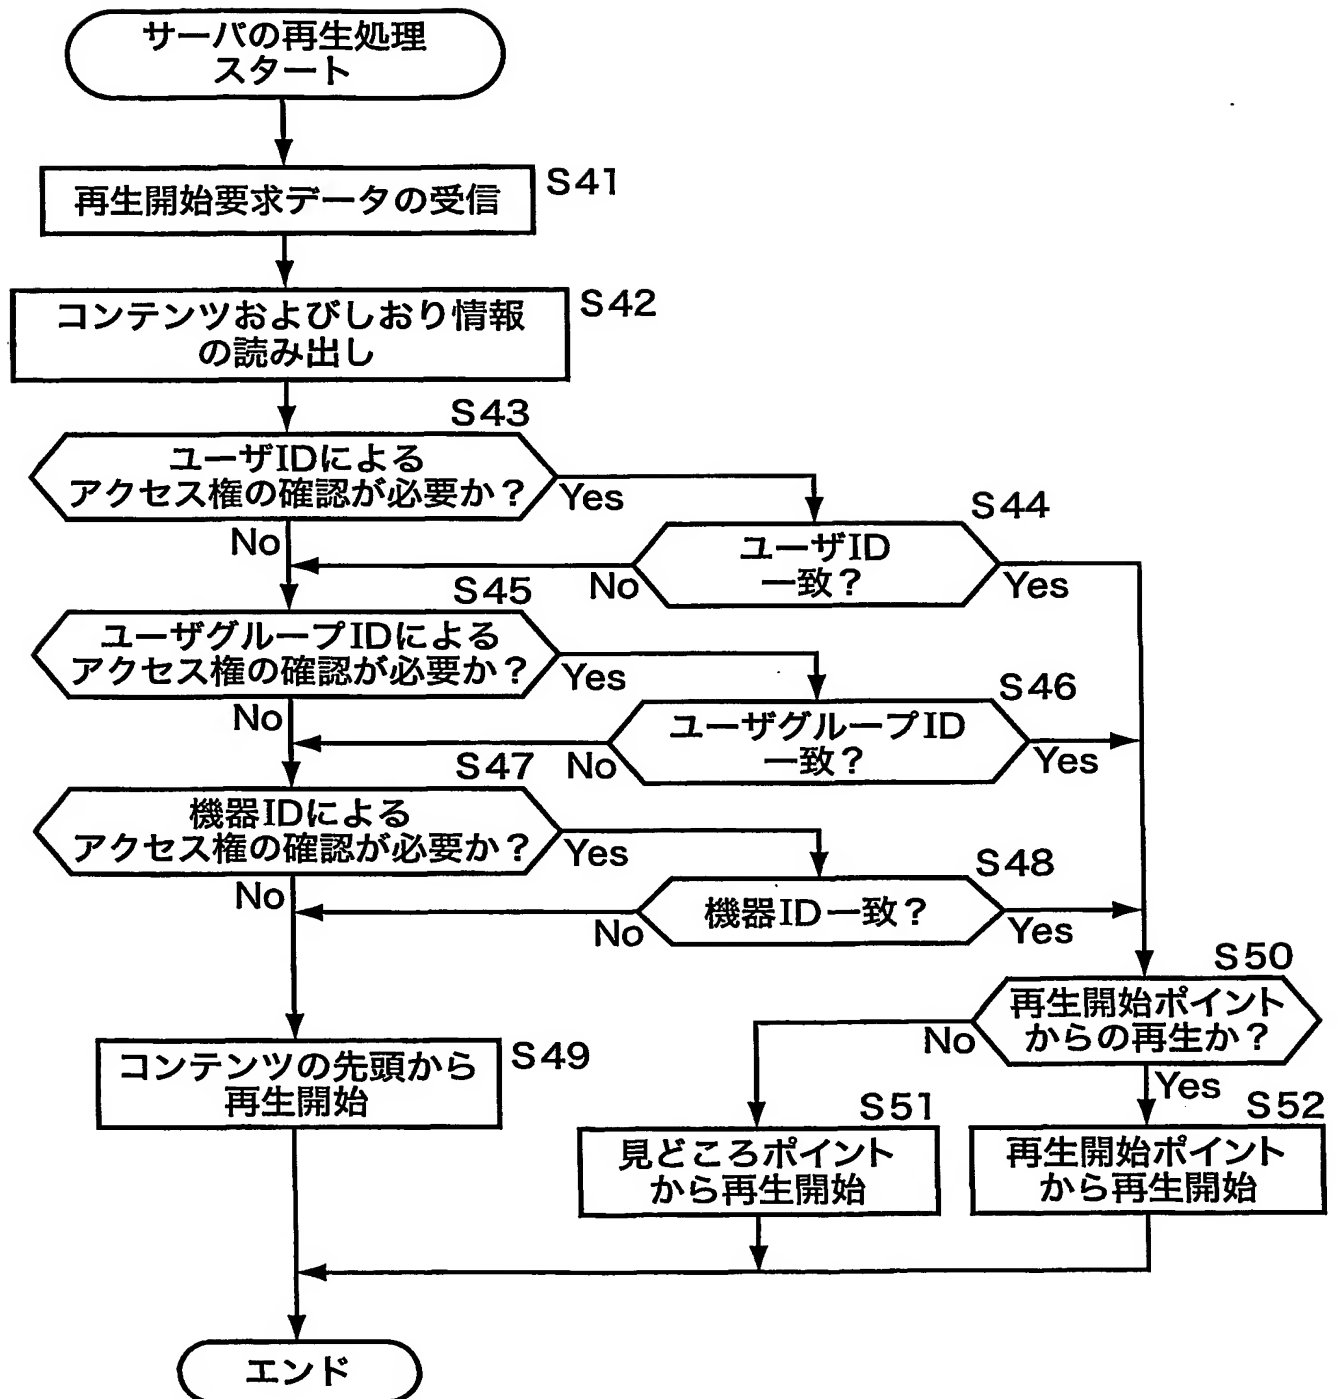 サーバの再生処理
スタート
S41
再生開始要求データの受信
S42
コンテンツおよびしおり情報
の読み出し
S43
ユーザIDによる
アクセス権の確認が必要か?
Yes
No
S44
ユーザID
一致?
No
Yes
S45
ユーザグループIDによる
アクセス権の確認が必要か?
Yes
No
S46
ユーザグループID
一致?
No
Yes
S47
機器IDによる
アクセス権の確認が必要か?
Yes
No
S48
機器ID一致?
No
Yes
S50
再生開始ポイント
からの再生か?
No
Yes
S49
コンテンツの先頭から
再生開始
S51
見どころポイント
から再生開始
S52
再生開始ポイント
から再生開始
エンド